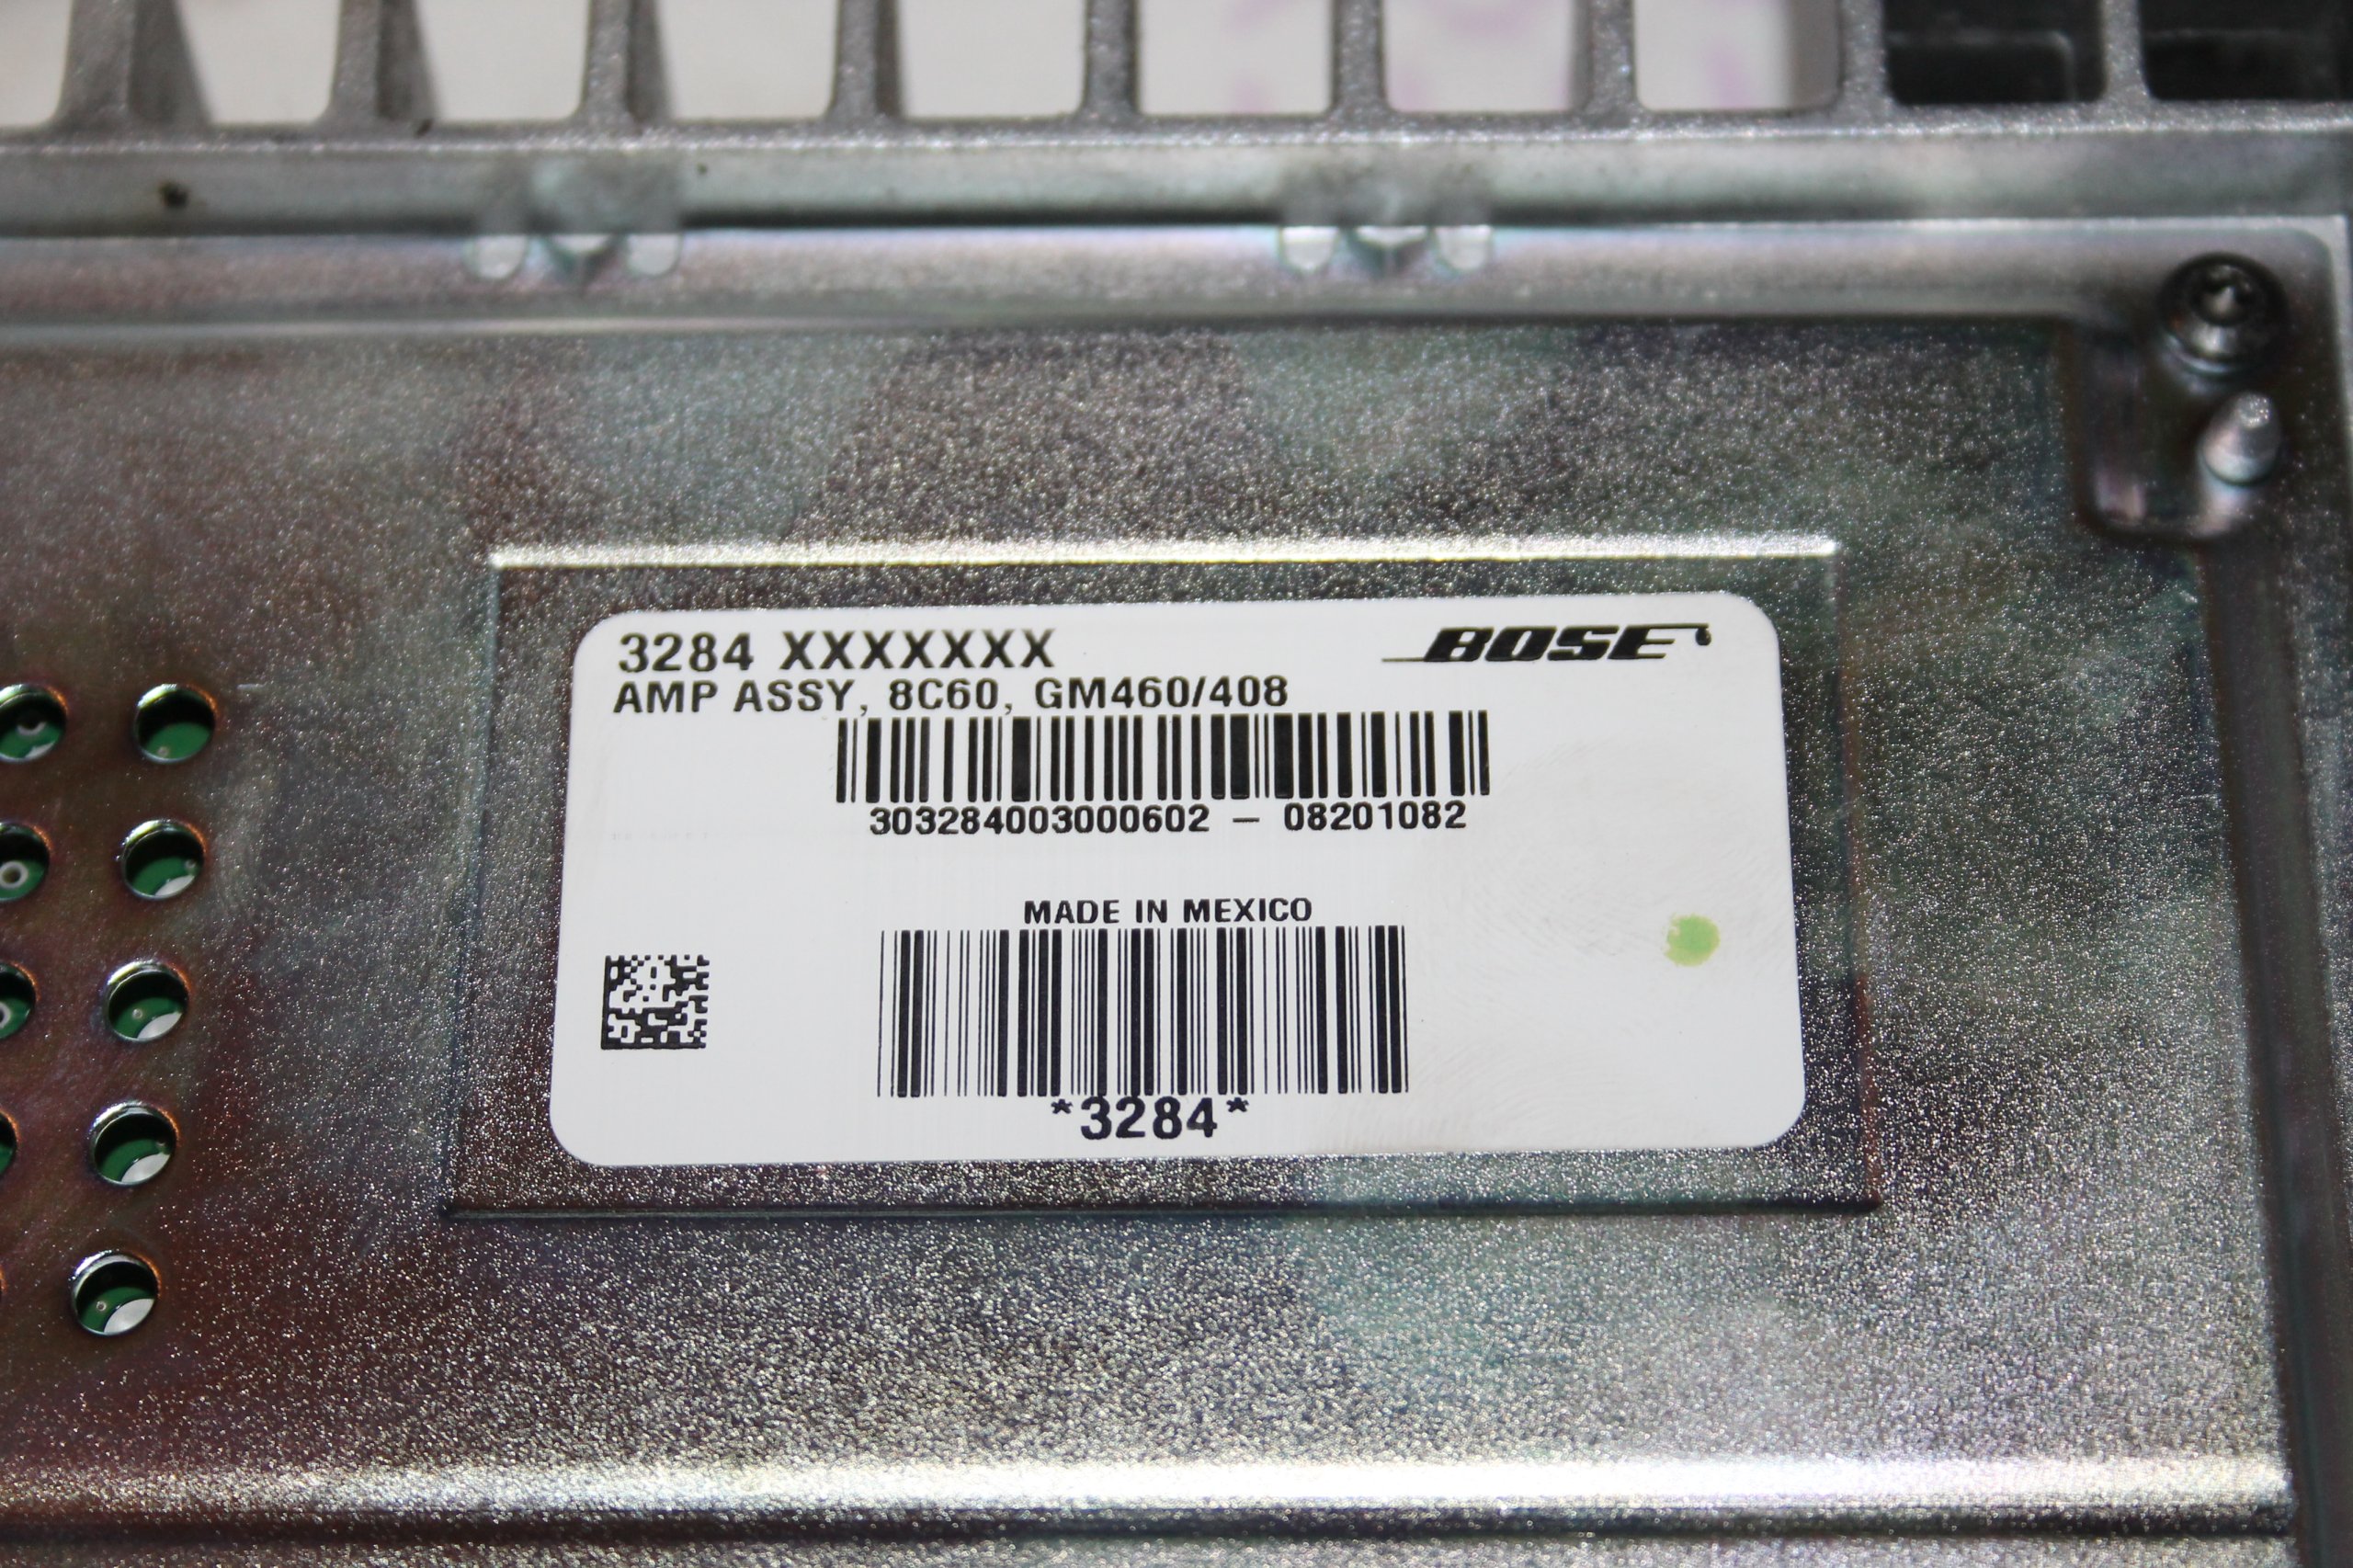 3284 XXXXXXX
BOSE
AMP ASSY, 8C60, GM460/408
303284003000602 – 08201082
MADE IN MEXICO
*3284*